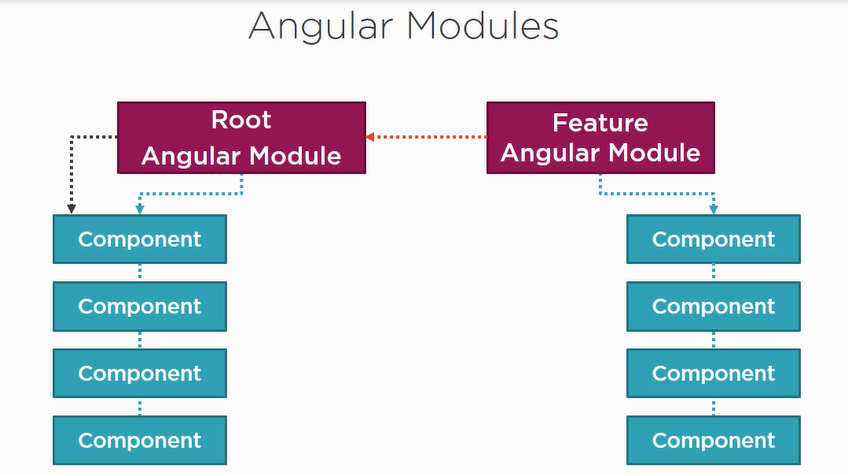 Angular Modules
Root
Angular Module
Feature
Angular Module
Component
Component
Component
Component
Component
Component
Component
Component